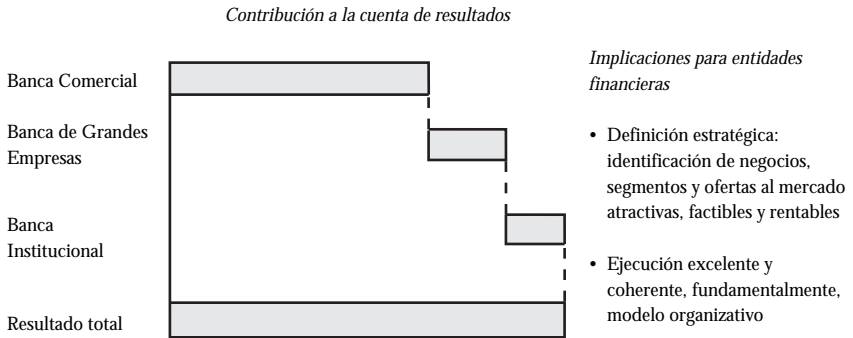 Contribución a la cuenta de resultados
Banca Comercial
Banca de Grandes
Empresas
Banca
Institucional
Resultado total
Implicaciones para entidades
financieras
• Definición estratégica:
identificación de negocios,
segmentos y ofertas al mercado
atractivas, factibles y rentables
• Ejecución excelente y
coherente, fundamentalmente,
modelo organizativo